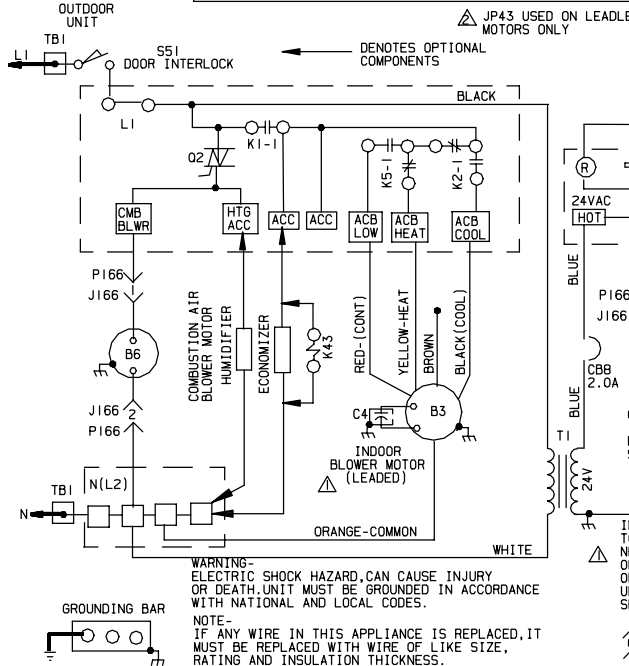 OUTDOOR
UNIT
JP43 USED ON LEADLE
MOTORS ONLY
2
L1
TB1
S51
DOOR INTERLOCK
DENOTES OPTIONAL
COMPONENTS
BLACK
L1
K1-1
Q2
K5-1
K2-1
R
24VAC
HOT
CMB
BLWR
HTG
ACC
ACC
ACC
ACB
LOW
ACB
HEAT
ACB
COOL
P166
1
J166
BLUE
P166
J166
B6
COMBUSTION AIR
BLOWER MOTOR
HUMIDIFIER
ECONOMIZER
K43
RED-(CONT)
YELLOW-HEAT
BROWN
BLACK(COOL)
CB8
2.0A
BLUE
J166
2
P166
C4
B3
INDOOR
BLOWER MOTOR
(LEADED)
1
T1
24V
N(L2)
TB1
N
ORANGE-COMMON
WHITE
1
WARNING-
ELECTRIC SHOCK HAZARD,CAN CAUSE INJURY
OR DEATH.UNIT MUST BE GROUNDED IN ACCORDANCE
WITH NATIONAL AND LOCAL CODES.
GROUNDING BAR
NOTE-
IF ANY WIRE IN THIS APPLIANCE IS REPLACED,IT
MUST BE REPLACED WITH WIRE OF LIKE SIZE,
RATING AND INSULATION THICKNESS.